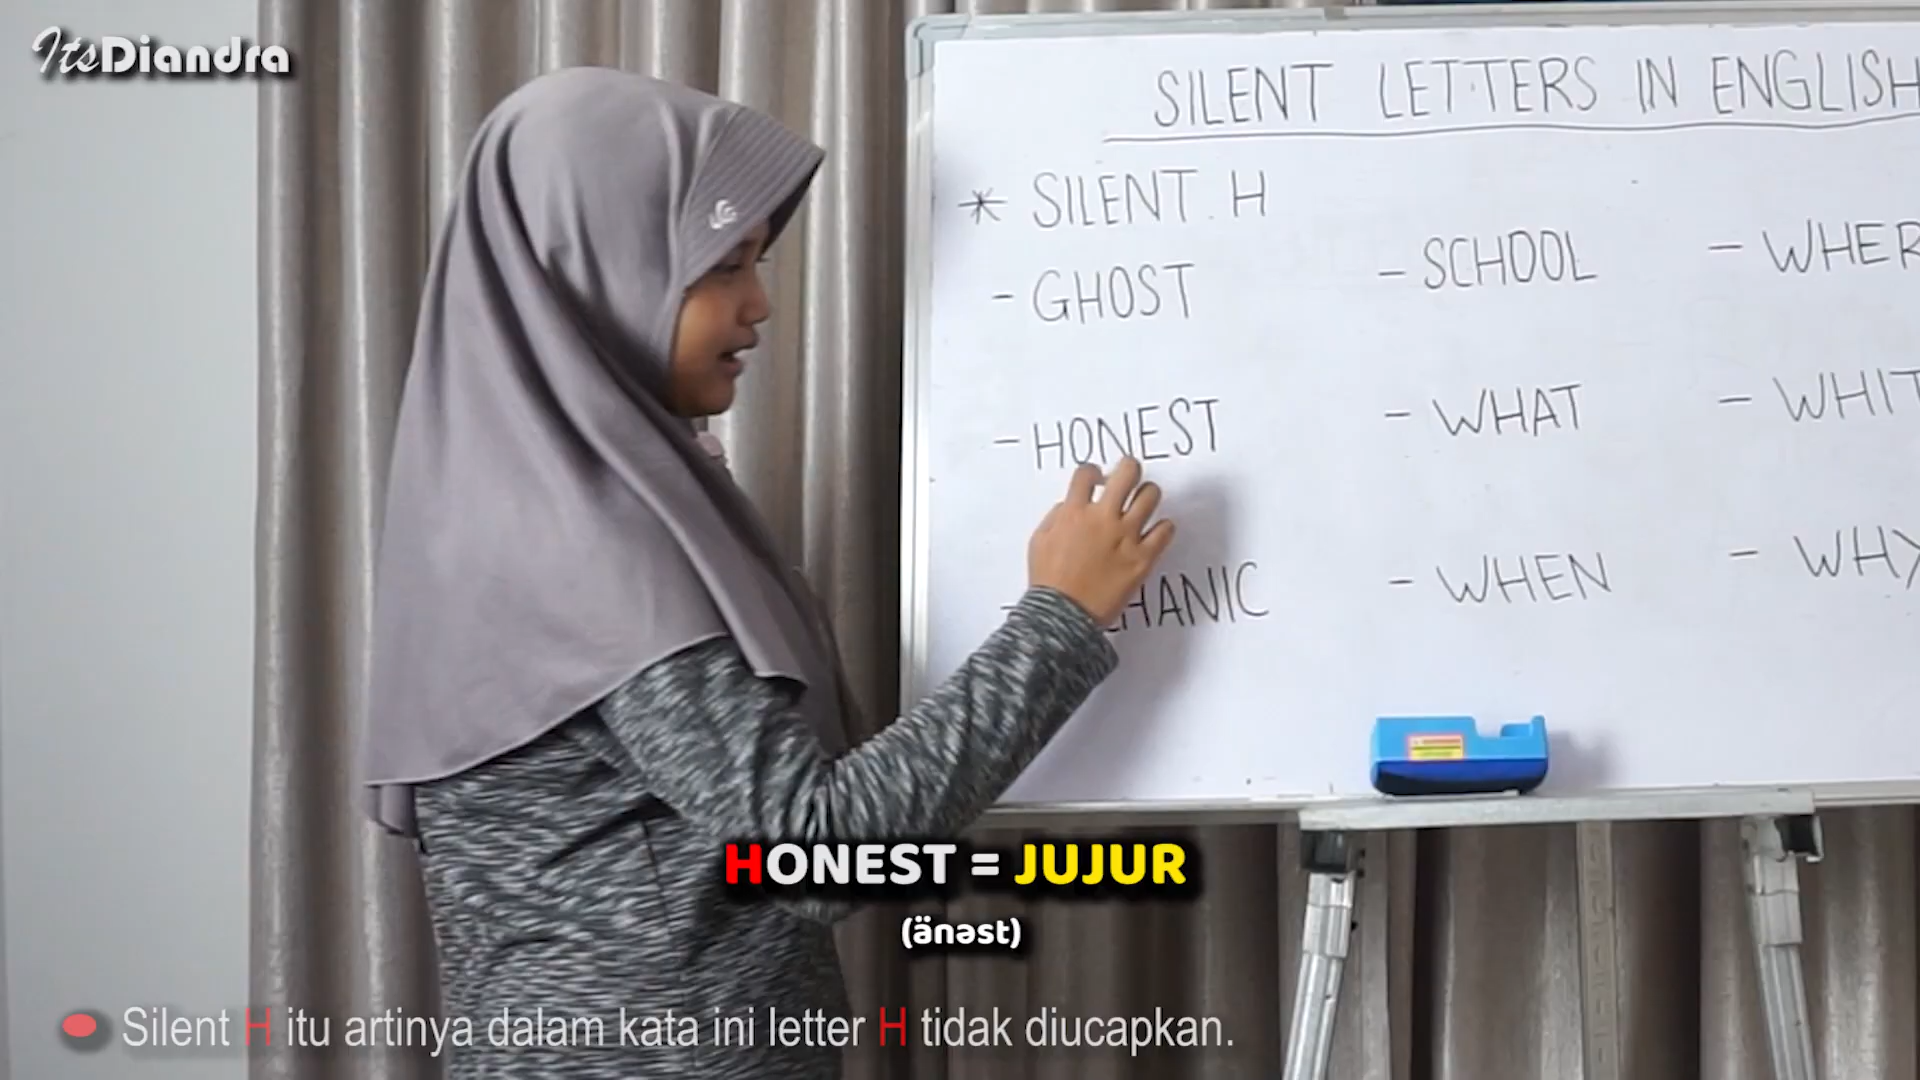 ItsDiandra
SILENT LETTERS IN ENGLISH
* SILENT H
- GHOST
- HONEST
- SCHOOL
- WHAT
- WHEN
- WHY
HONEST = JUJUR
(änəst)
Silent H itu artinya dalam kata ini letter H tidak diucapkan.